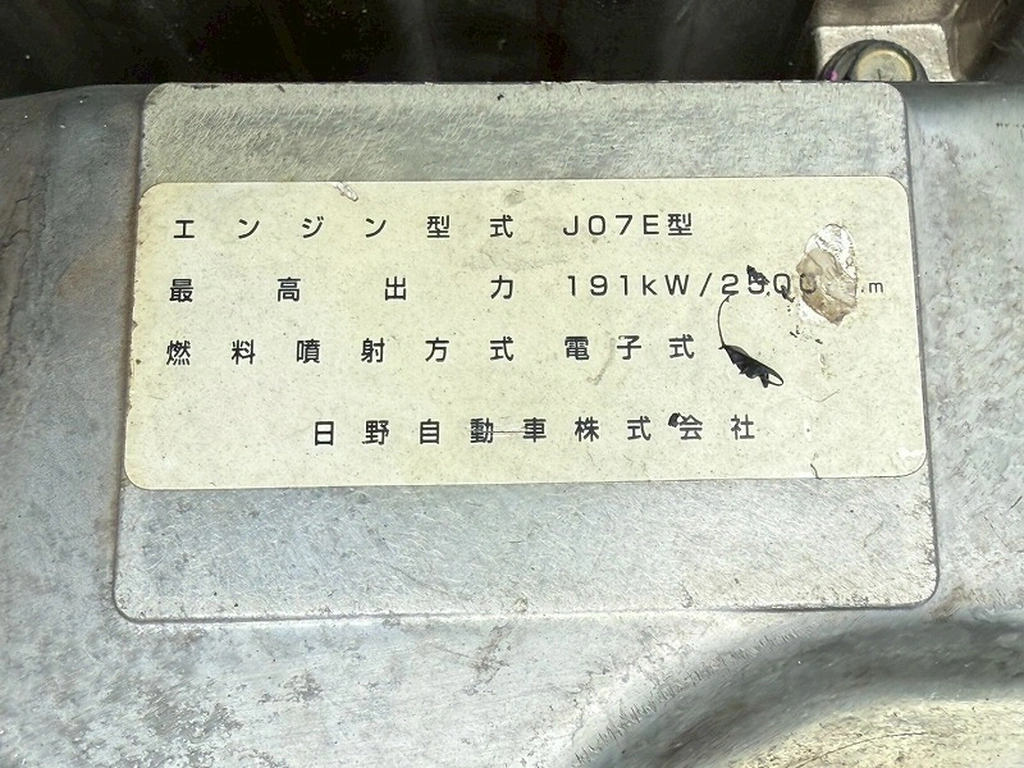 エンジン型式 J07E型
最高出力 191kW/2500
燃料噴射方式 電子式
日野自動車株式会社